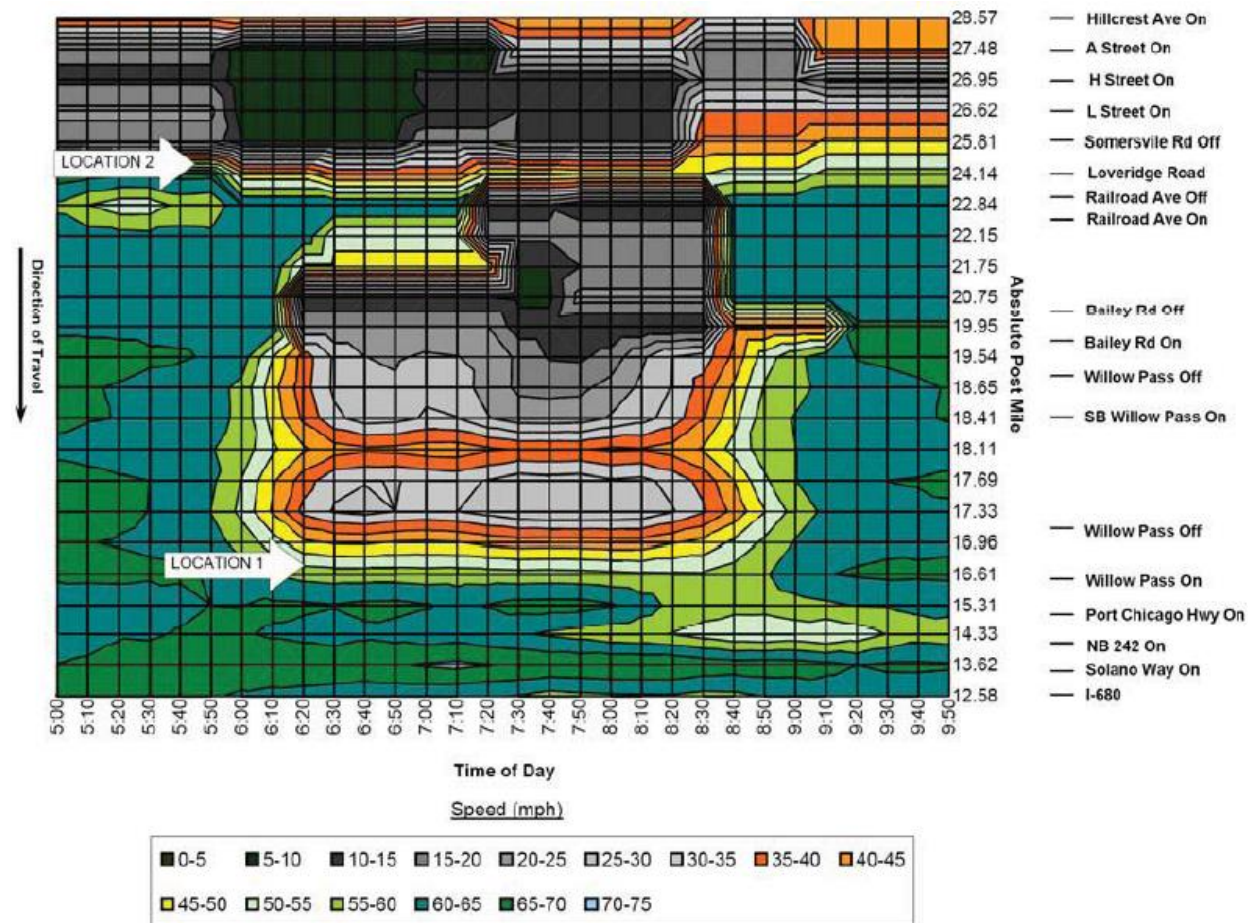 28.57 Hillcrest Ave On
27.48 A Street On
26.95 H Street On
26.62 L Street On
25.81 Somersvile Rd Off
LOCATION 2
24.14 Loveridge Road
Railroad Ave Off
22.84
Railroad Ave On
22.15
21.75
20.75
Bailey Rd Off
19.95
Bailey Rd On
19.54
Willow Pass Off
18.65
18.41 SB Willow Pass On
18.11
17.69
17.33
Willow Pass Off
16.96
LOCATION 1
16.61 Willow Pass On
15.31
Port Chicago Hwy On
14.33
NB 242 On
13.62 Solano Way On
12.58 I-680
Direction of Travel
Absolute Post Mile
5:00 5:10 5:20 5:30 5:40 5:50 6:00 6:10 6:20 6:30 6:40 6:50 7:00 7:10 7:20 7:30 7:40 7:50 8:00 8:10 8:20 8:30 8:40 8:50 9:00 9:10 9:20 9:30 9:40 9:50
Time of Day
Speed (mph)
0-5 5-10 10-15 15-20 20-25 25-30 30-35 35-40 40-45
45-50 50-55 55-60 60-65 65-70 70-75